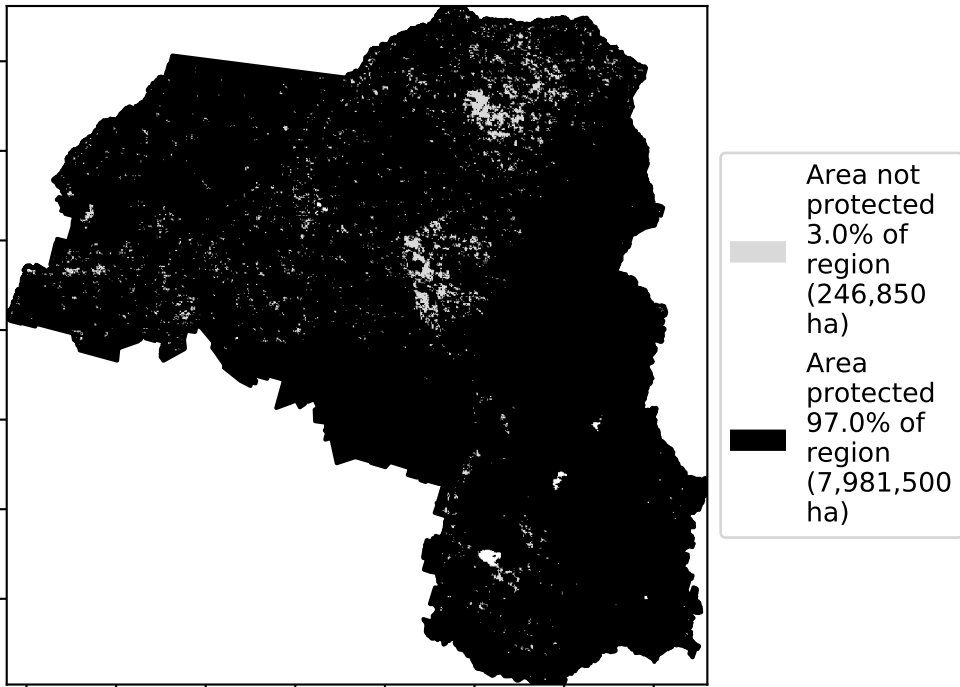 Area not
protected
3.0% of
region
(246,850
ha)
Area
protected
97.0% of
region
(7,981,500
ha)